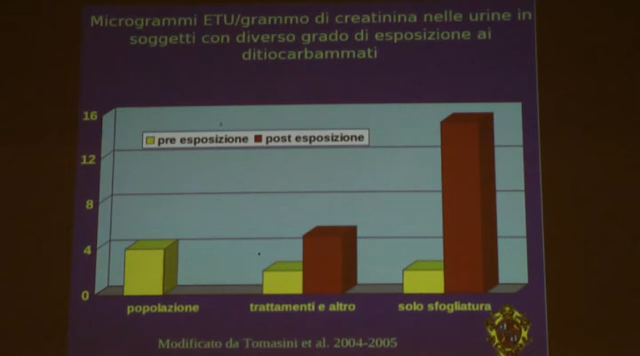 Microgrammi ETU/grammo di creatinina nelle urine in
soggetti con diverso grado di esposizione ai
ditiocarbammati
16
12
8
4
0
pre esposizione post esposizione
popolazione trattamenti e altro solo sfogliatura
Modificato da Tomasini et al. 2004-2005